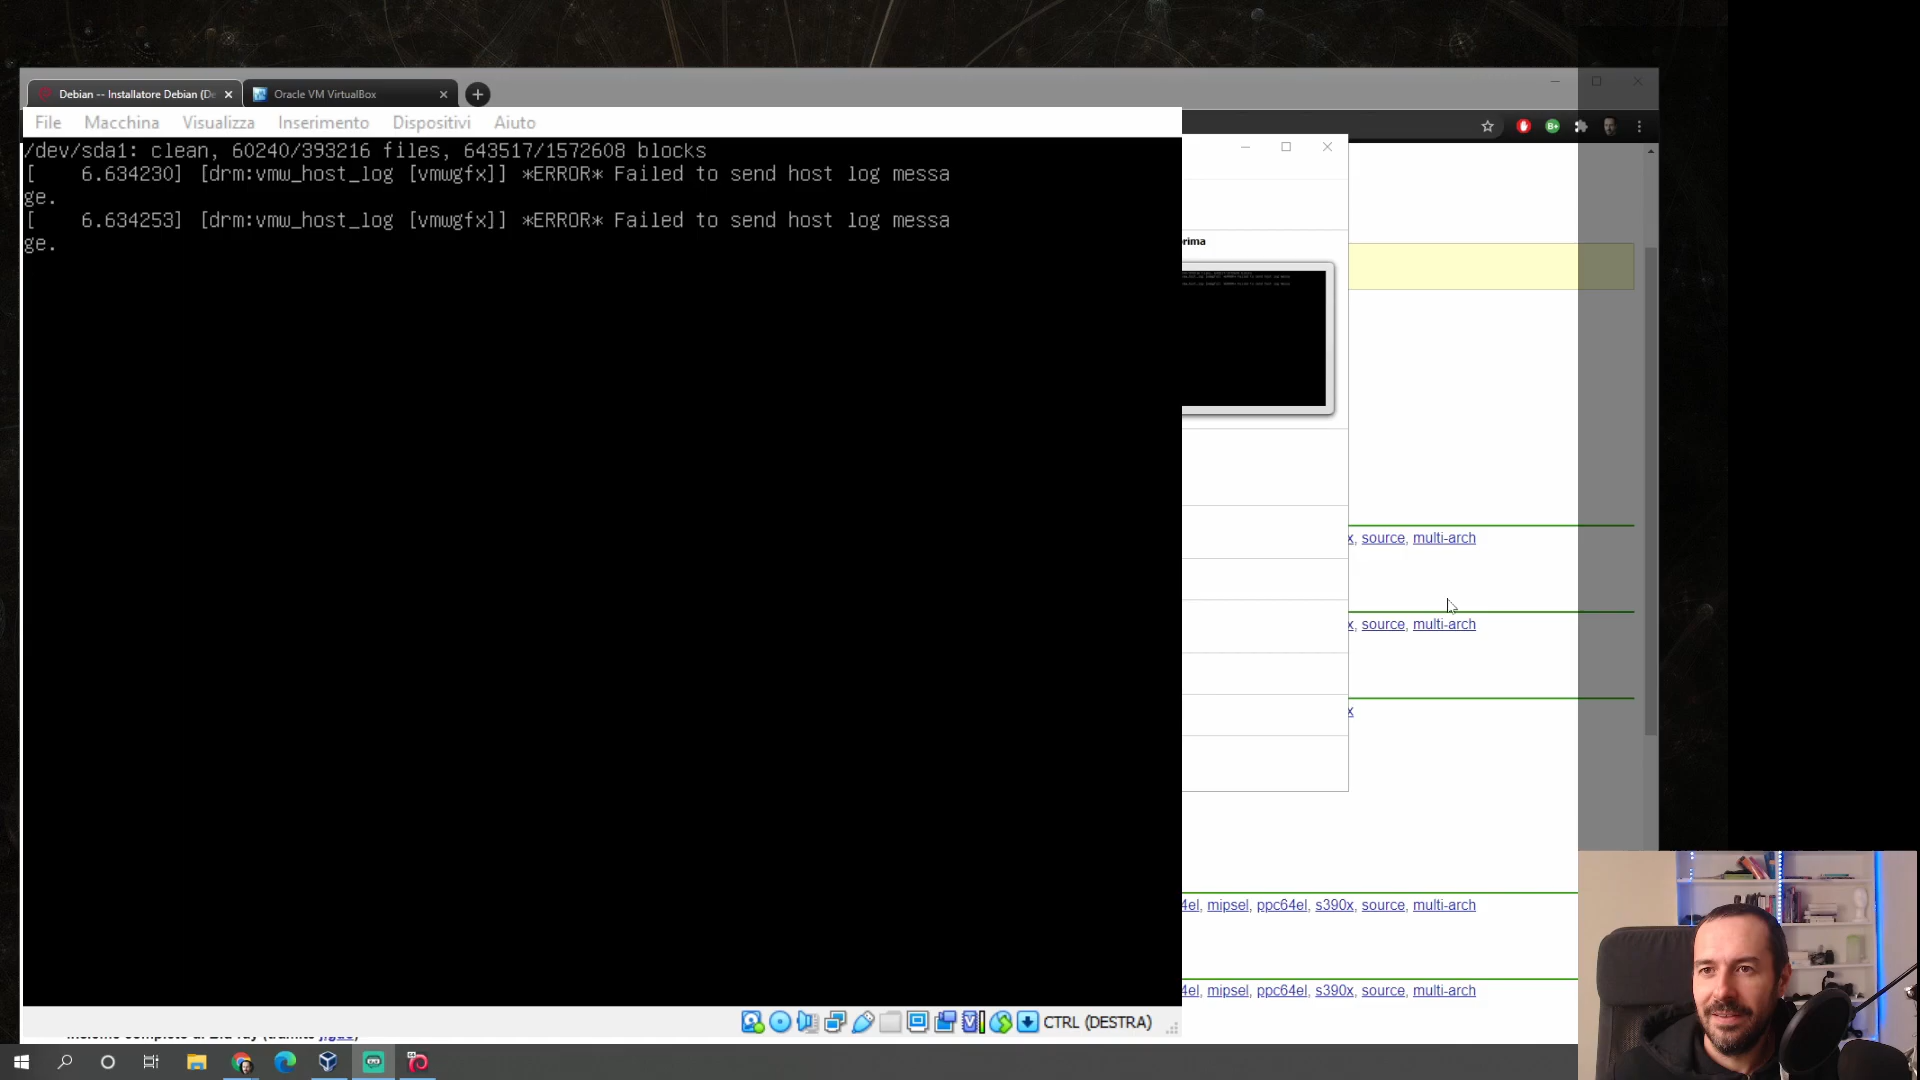 Debian -- Installatore Debian (De
Oracle VM VirtualBox
File Macchina Visualizza Inserimento Dispositivi Aiuto
/dev/sda1: clean, 60240/393216 files, 643517/1572608 blocks
[    6.634230] [drm:vmw_host_log [vmwgfx]] *ERROR* Failed to send host log messa
ge.
[    6.634253] [drm:vmw_host_log [vmwgfx]] *ERROR* Failed to send host log messa
ge.
rima
x, source, multi-arch
x, source, multi-arch
x
4el, mipsel, ppc64el, s390x, source, multi-arch
4el, mipsel, ppc64el, s390x, source, multi-arch
CTRL (DESTRA)